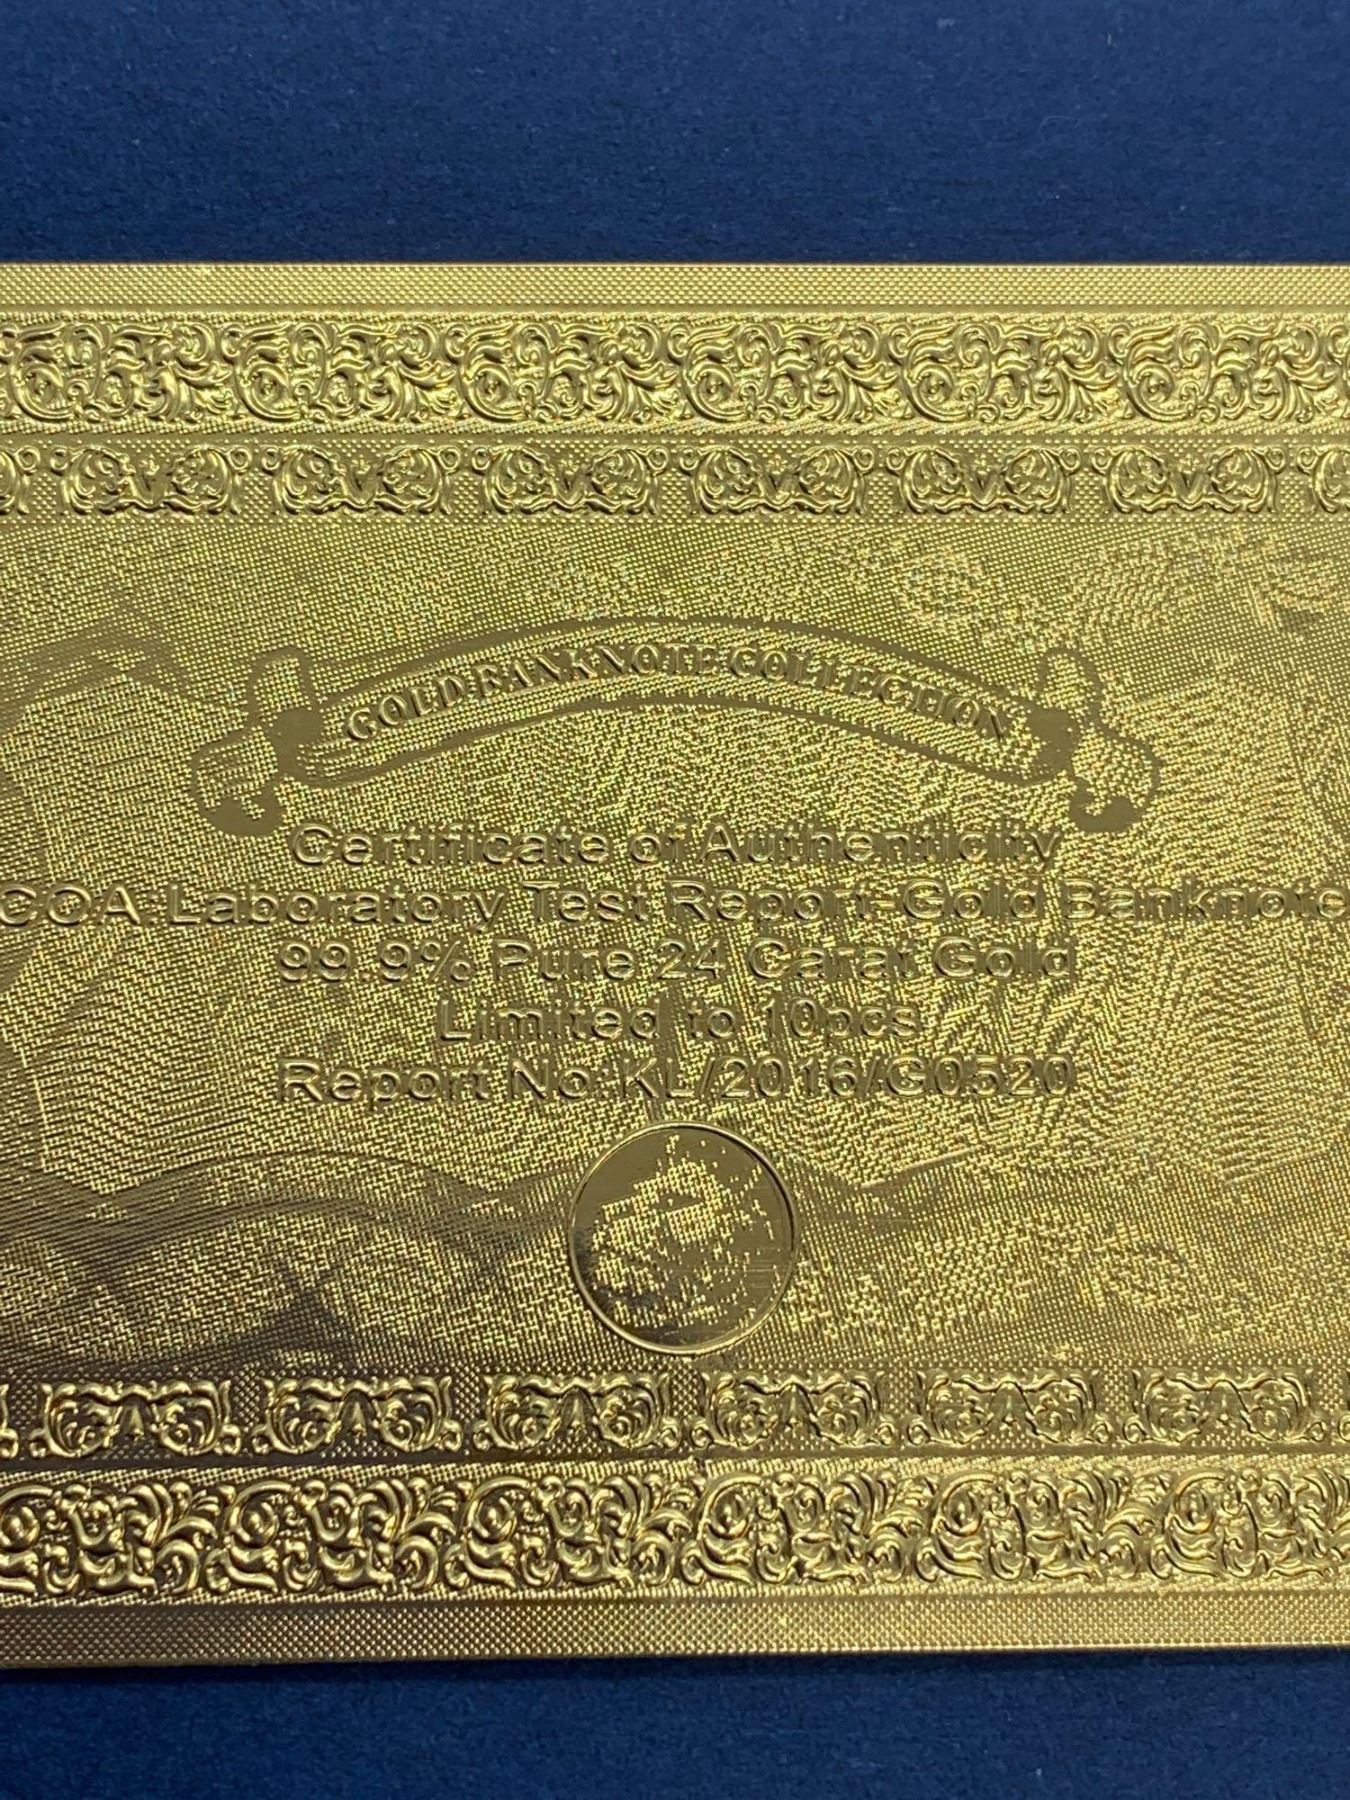 GOLD BANKNOTE COLLECTION
Certificate of Authenticity
COA:Laboratory Test Report-Gold Banknote
99.9% Pure 24 Carat Gold
Limited to 10pcs
Report No:KL/2016/G0520